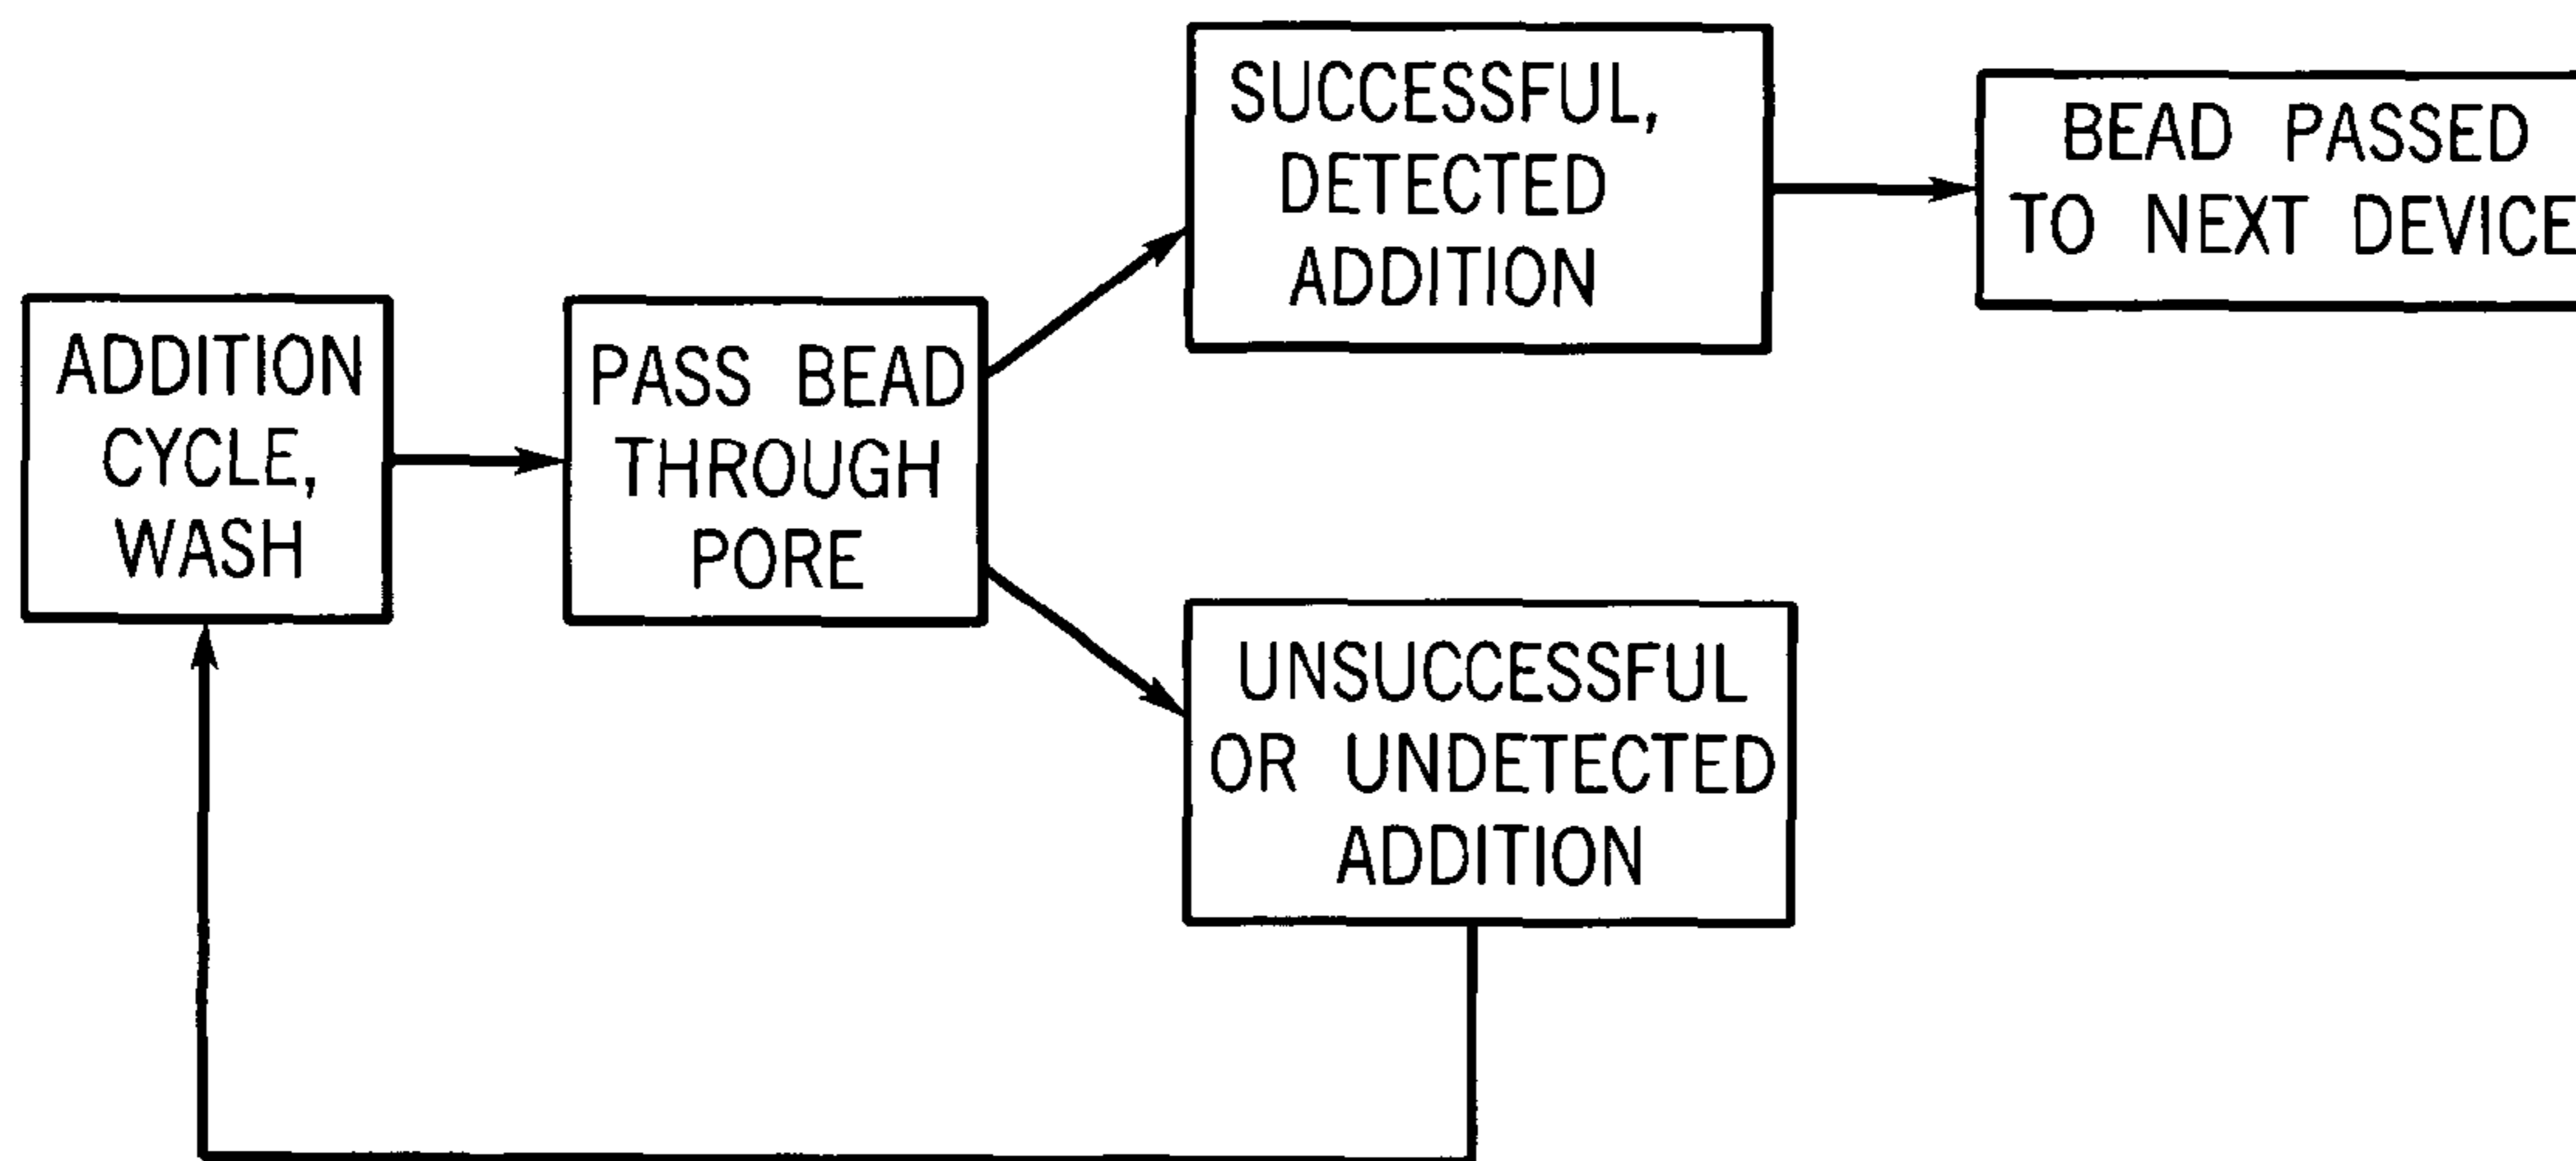 ADDITION
CYCLE,
WASH
PASS BEAD
THROUGH
PORE
SUCCESSFUL,
DETECTED
ADDITION
BEAD PASSED
TO NEXT DEVICE
UNSUCCESSFUL
OR UNDETECTED
ADDITION